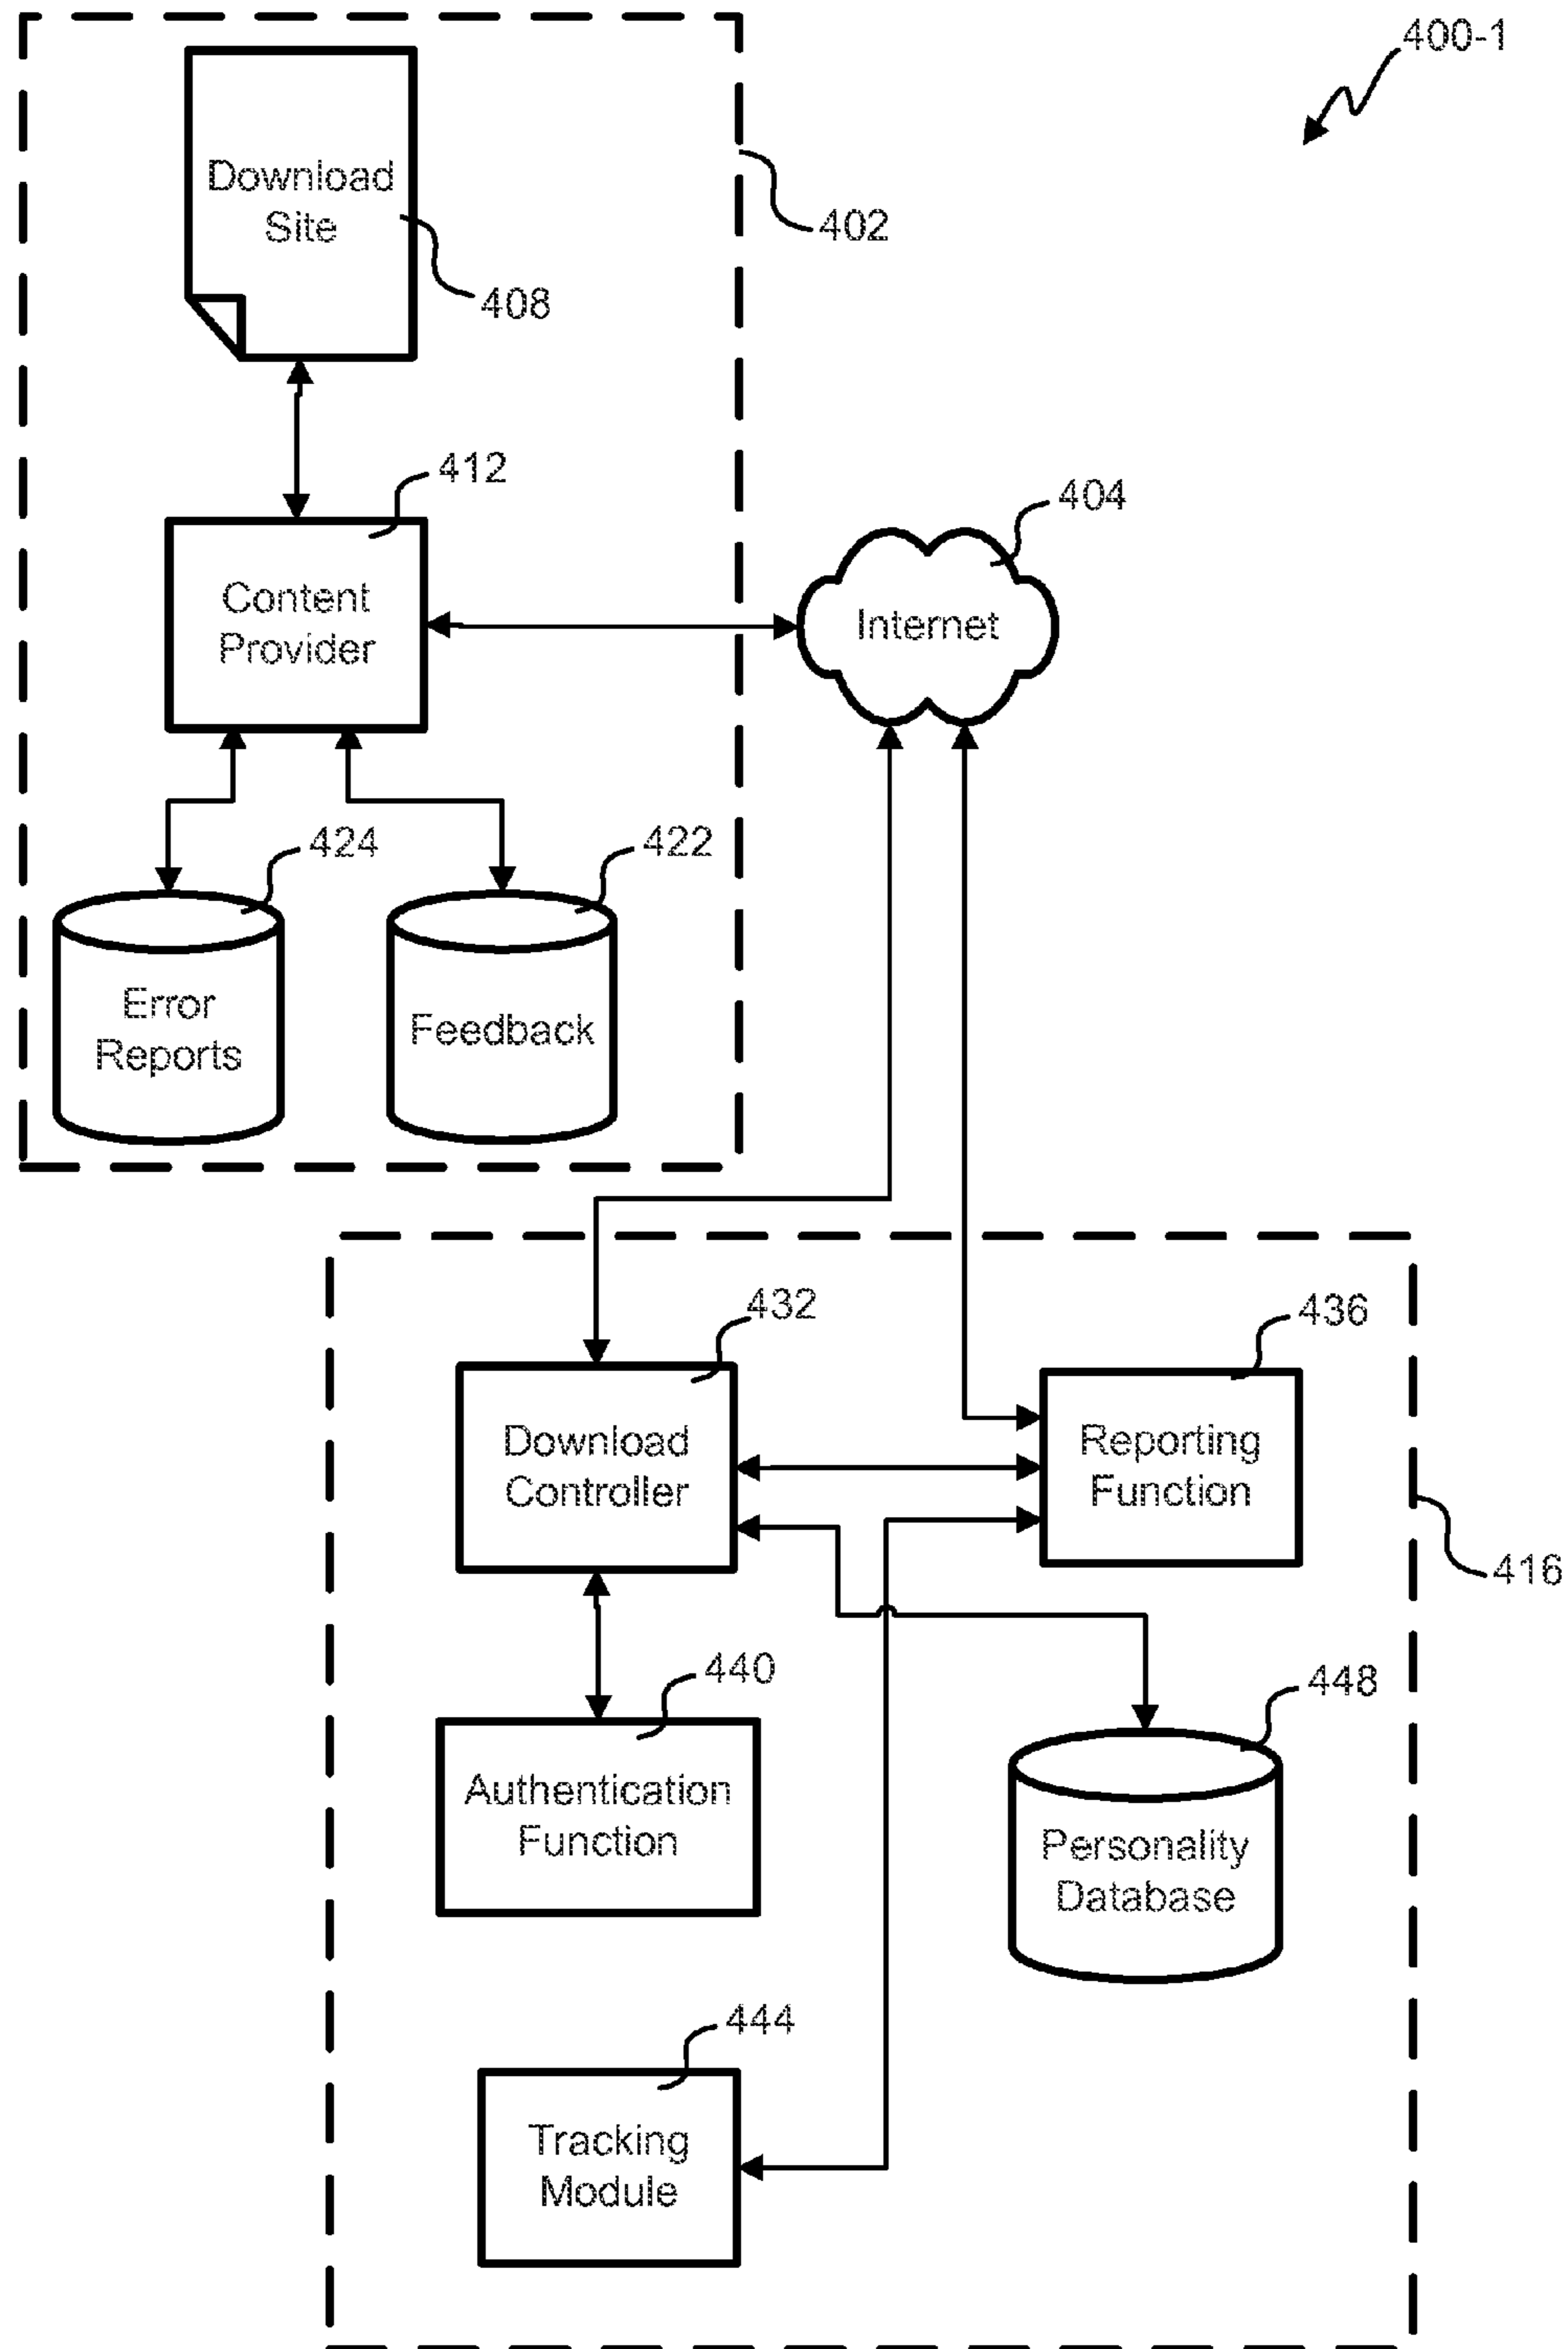 400-1
Download
Site
402
408
412
404
Content
Provider
Internet
424
422
Error
Reports
Feedback
432
436
Download
Controller
Reporting
Function
416
440
448
Authentication
Function
Personality
Database
444
Tracking
Module